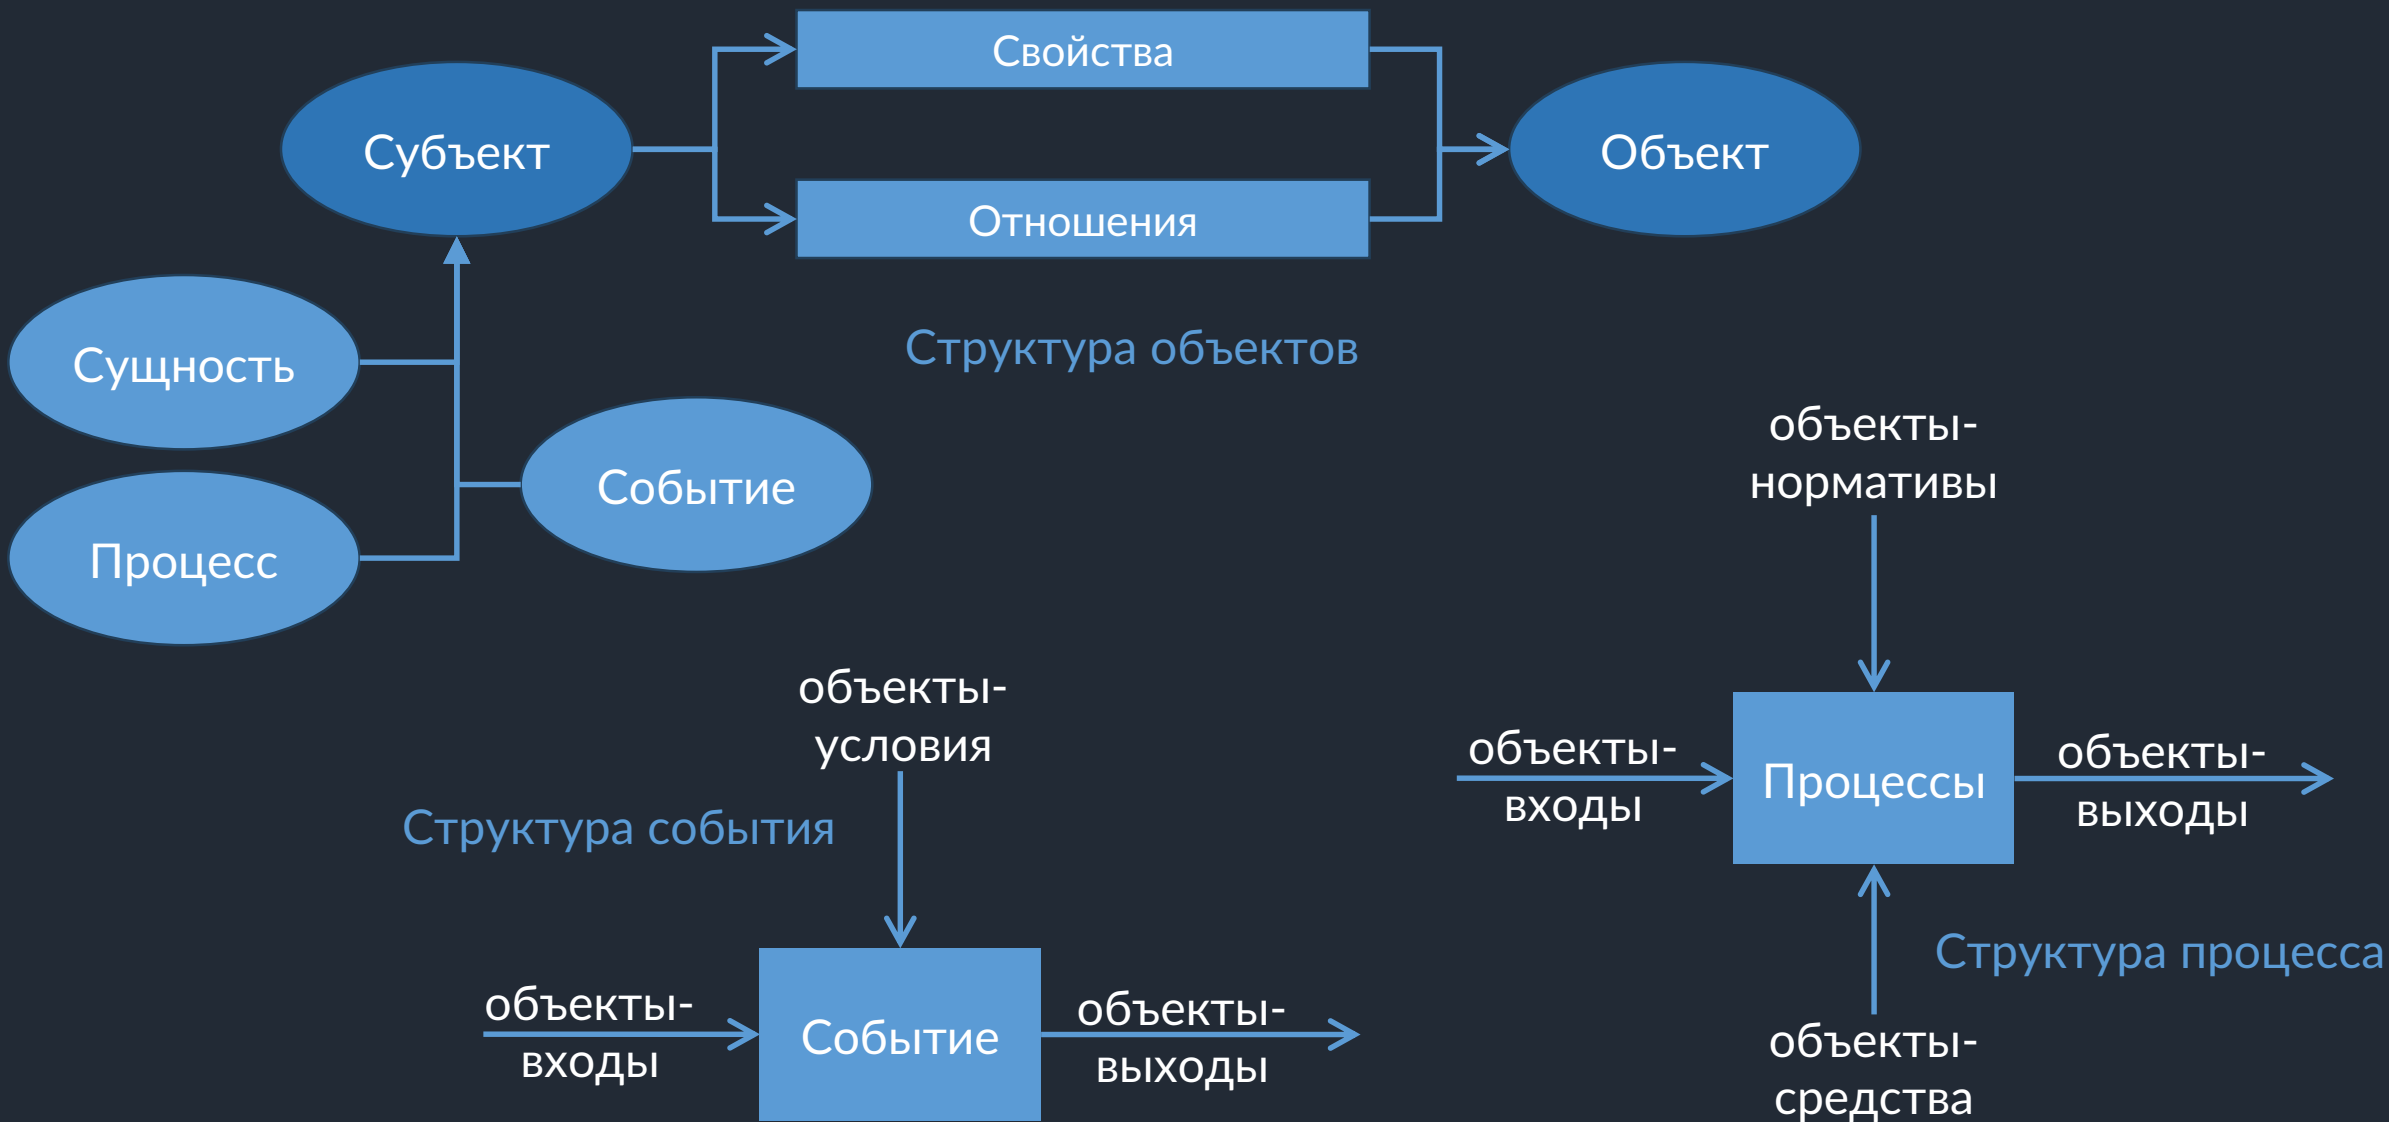 Свойства
Субъект
Объект
Отношения
Структура объектов
Сущность
Событие
Процесс
объекты-
нормативы
объекты-
условия
Структура события
объекты-
входы
Событие
объекты-
выходы
объекты-
входы
Процессы
объекты-
выходы
Структура процесса
объекты-
средства